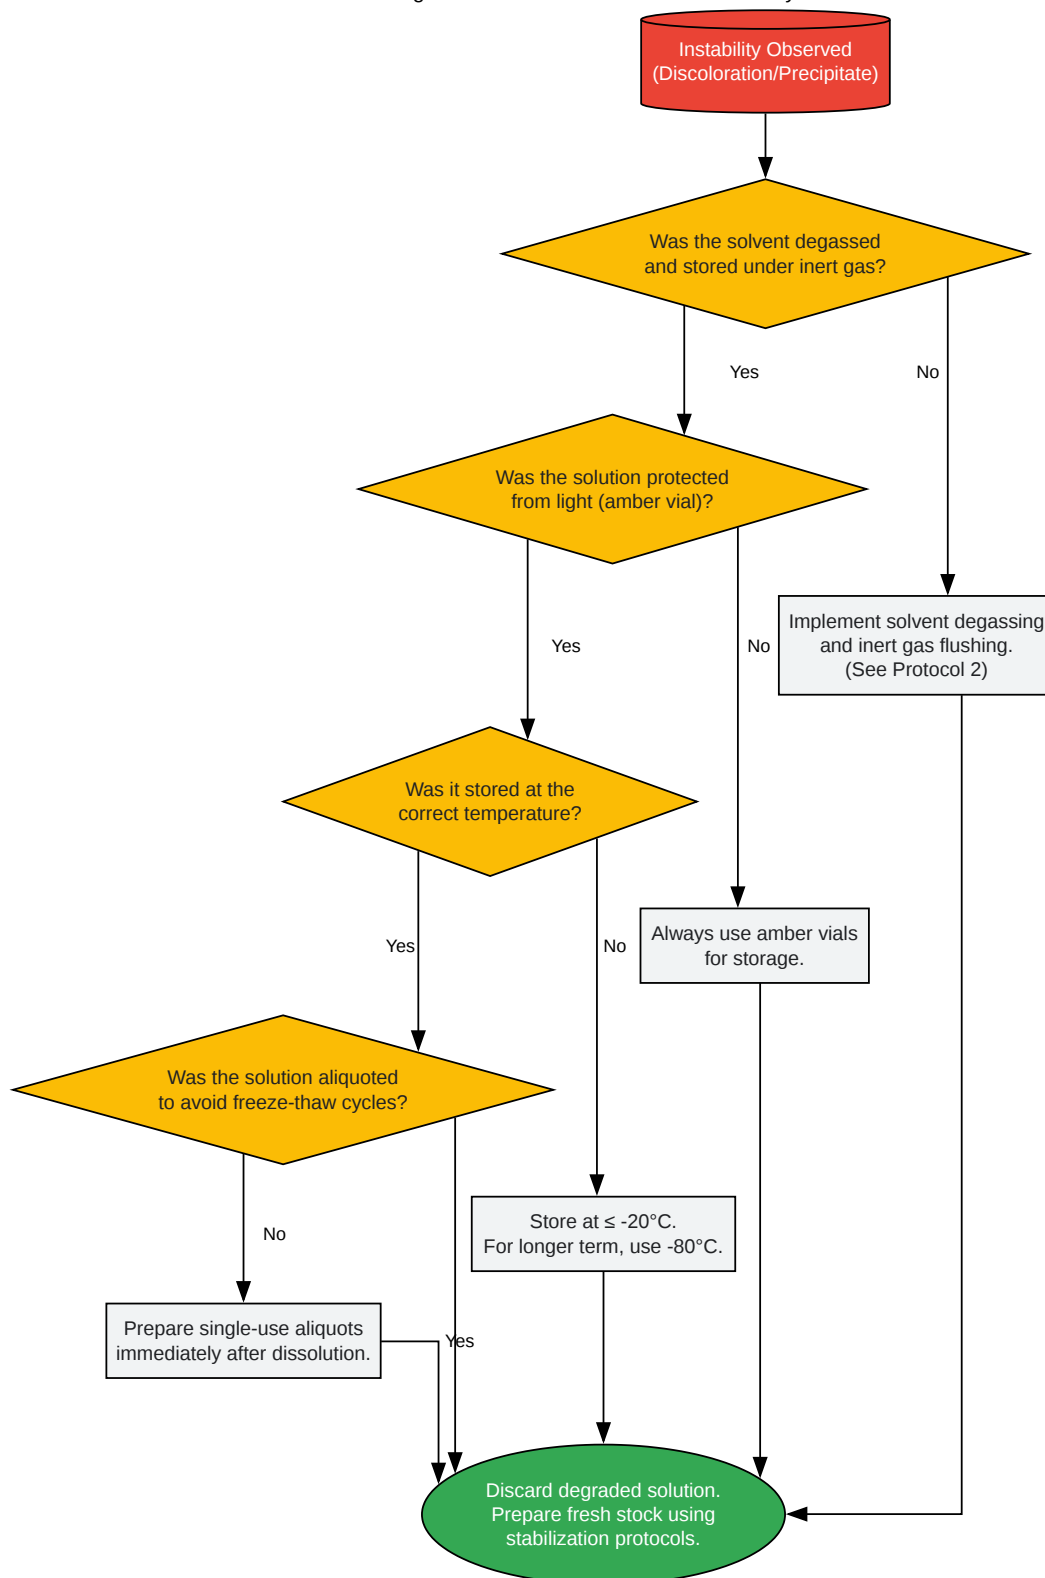 Instability Observed
(Discoloration/Precipitate)
Was the solvent degassed
and stored under inert gas?
Yes
No
Was the solution protected
from light (amber vial)?
Implement solvent degassing
and inert gas flushing.
(See Protocol 2)
Yes
No
Was it stored at the
correct temperature?
Always use amber vials
for storage.
Yes
No
Was the solution aliquoted
to avoid freeze-thaw cycles?
Store at ≤ -20°C.
For longer term, use -80°C.
No
Prepare single-use aliquots
immediately after dissolution.
Yes
Discard degraded solution.
Prepare fresh stock using
stabilization protocols.